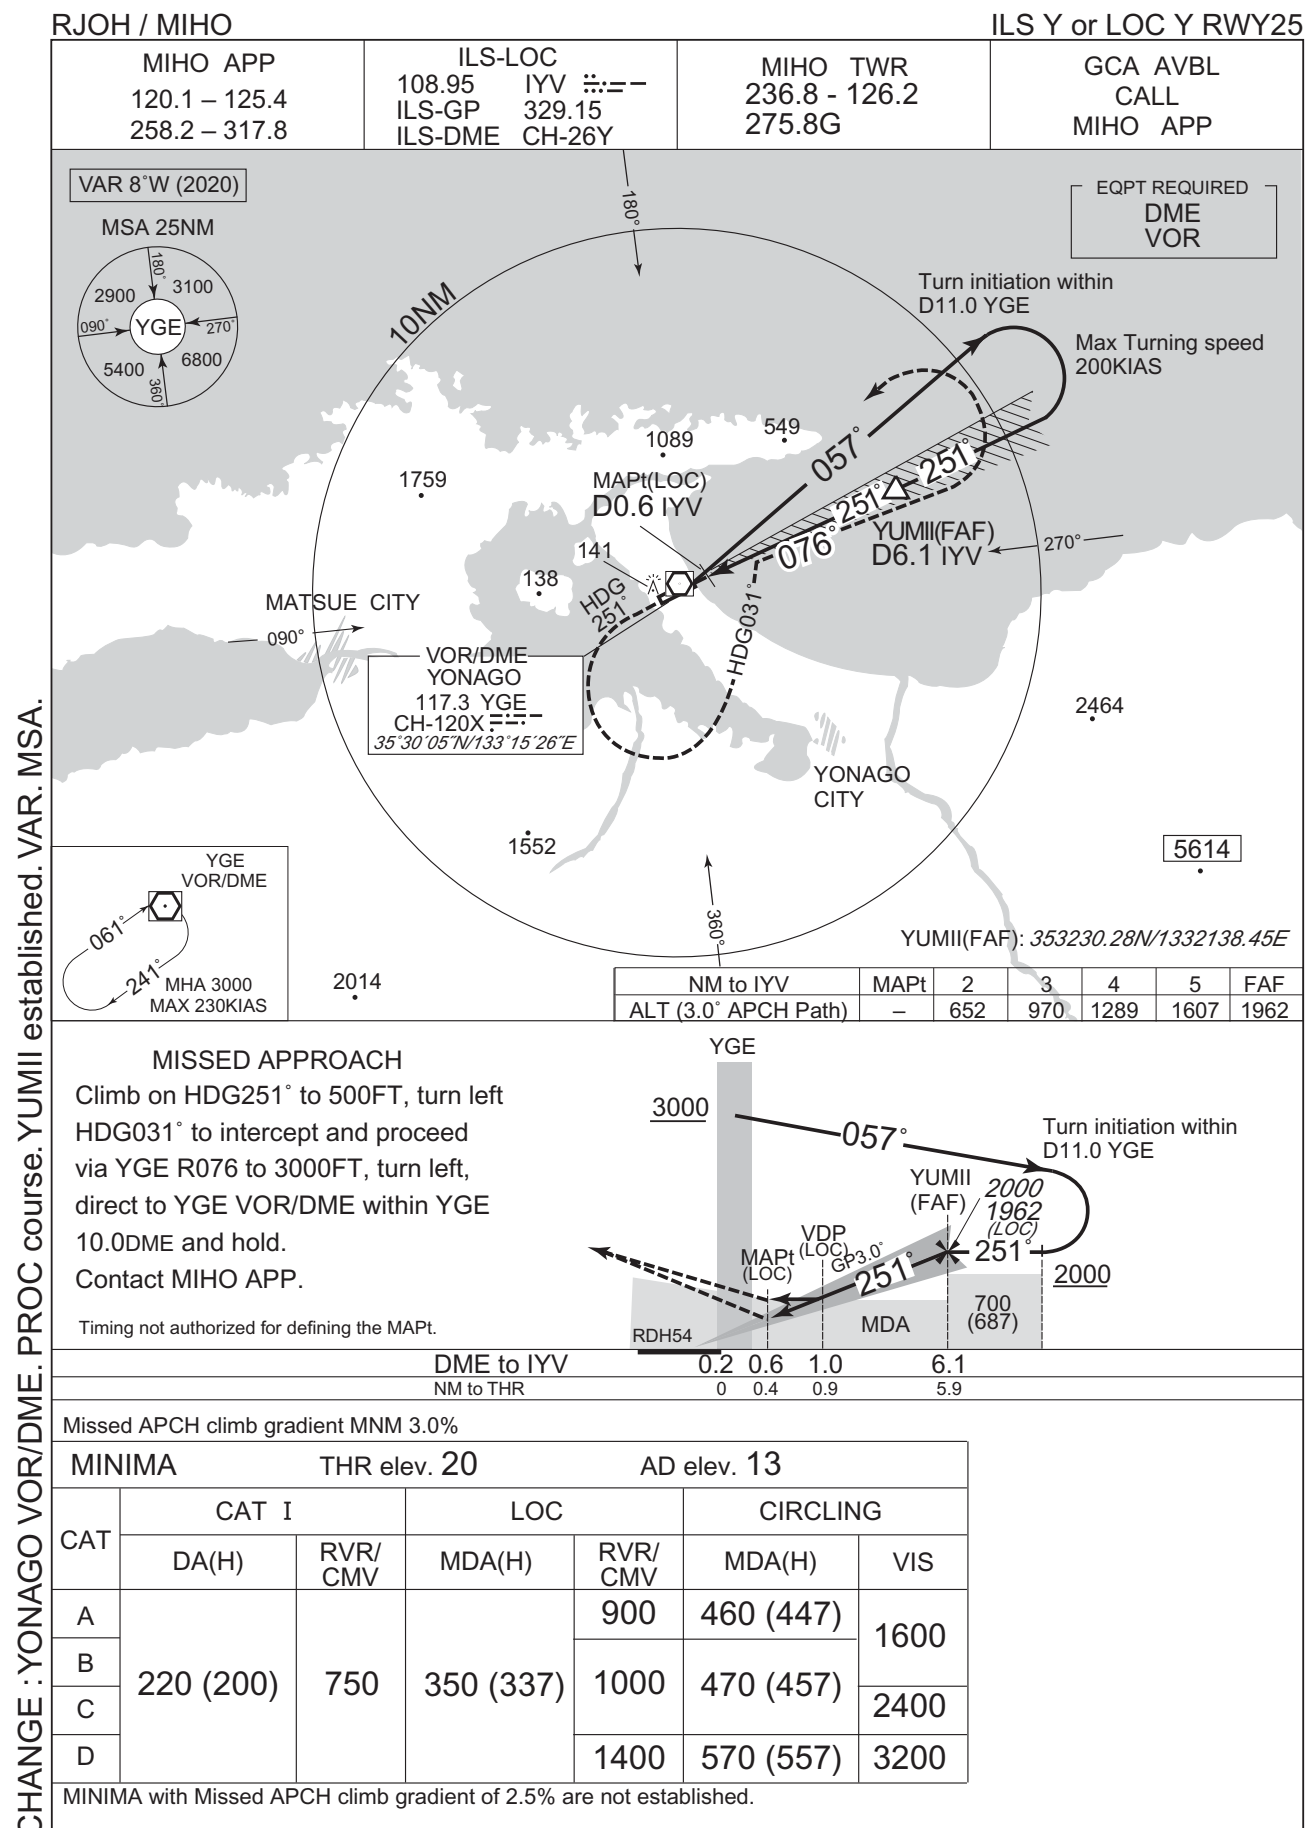 RJOH / MIHO
ILS Y or LOC Y RWY25
MIHO APP
120.1 – 125.4
258.2 – 317.8
ILS-LOC
108.95 IYV
ILS-GP 329.15
ILS-DME CH-26Y
MIHO TWR
236.8 - 126.2
275.8G
GCA AVBL
CALL
MIHO APP
VAR 8°W (2020)
MSA 25NM
180°
2900
3100
090°
YGE
270°
5400
6800
360°
180°
EQPT REQUIRED
DME
VOR
10NM
Turn initiation within
D11.0 YGE
Max Turning speed
200KIAS
549
1089
057°
1759
MAPt(LOC)
D0.6 IYV
251°
251°
076°
YUMII(FAF)
D6.1 IYV
270°
141
138
HDG
251°
HDG031°
MATSUE CITY
090°
VOR/DME
YONAGO
117.3 YGE
CH-120X
35°30′05″N/133°15′26″E
2464
YONAGO
CITY
1552
5614
360°
YGE
VOR/DME
061°
241°
MHA 3000
MAX 230KIAS
2014
YUMII(FAF): 353230.28N/1332138.45E
NM to IYV MAPt 2 3 4 5 FAF
ALT (3.0° APCH Path) – 652 970 1289 1607 1962
MISSED APPROACH
Climb on HDG251° to 500FT, turn left
HDG031° to intercept and proceed
via YGE R076 to 3000FT, turn left,
direct to YGE VOR/DME within YGE
10.0DME and hold.
Contact MIHO APP.
Timing not authorized for defining the MAPt.
YGE
3000
057°
Turn initiation within
D11.0 YGE
YUMII
(FAF)
2000
1962
(LOC)
VDP
(LOC)
MAPt
(LOC)
GP3.0°
251°
251°
2000
700
(687)
MDA
RDH54
DME to IYV 0.2 0.6 1.0 6.1
NM to THR 0 0.4 0.9 5.9
Missed APCH climb gradient MNM 3.0%
MINIMA THR elev. 20 AD elev. 13
CAT
CAT I
LOC
CIRCLING
DA(H)
RVR/
CMV
MDA(H)
RVR/
CMV
MDA(H)
VIS
A
B
C
D
220 (200)
750
350 (337)
900
1000
1400
460 (447)
470 (457)
570 (557)
1600
2400
3200
MINIMA with Missed APCH climb gradient of 2.5% are not established.
CHANGE : YONAGO VOR/DME. PROC course. YUMII established. VAR. MSA.